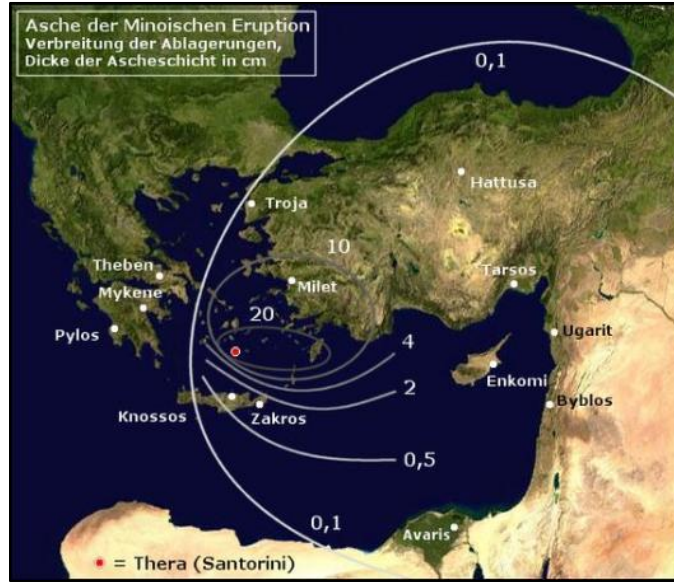 Asche der Minoischen Eruption
Verbreitung der Ablagerungen,
Dicke der Ascheschicht in cm
0,1
Hattusa
Troja
10
Theben
Milet
Tarsos
Mykene
20
Pylos
4
Ugarit
Enkomi
2
Knossos
Zakros
Byblos
0,5
0,1
Avaris
= Thera (Santorini)